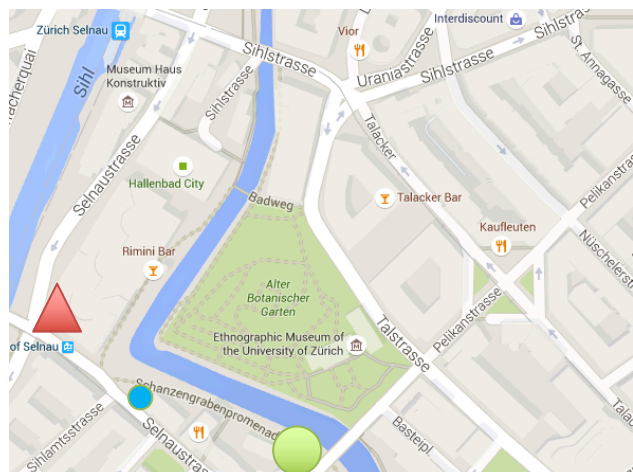 Interdiscount
Zürich Selnau
Vior
Sihlstrasse
Uraniastrasse
Sihlstrasse
St. Annagasse
Sihl
Museum Haus
Konstruktiv
Sihlstrasse
Talacker
Selnaustrasse
Hallenbad City
Badweg
Talacker Bar
Pelikanstrasse
Kaufleuten
Nüschelerstr
Rimini Bar
Alter
Botanischer
Garten
Pelikanstrasse
Ethnographic Museum of
the University of Zürich
Talstrasse
of Selnau
Schanzengrabenpromenad
Talac
Basteipl.
Sihlamtsstrasse
Selnaustrasse